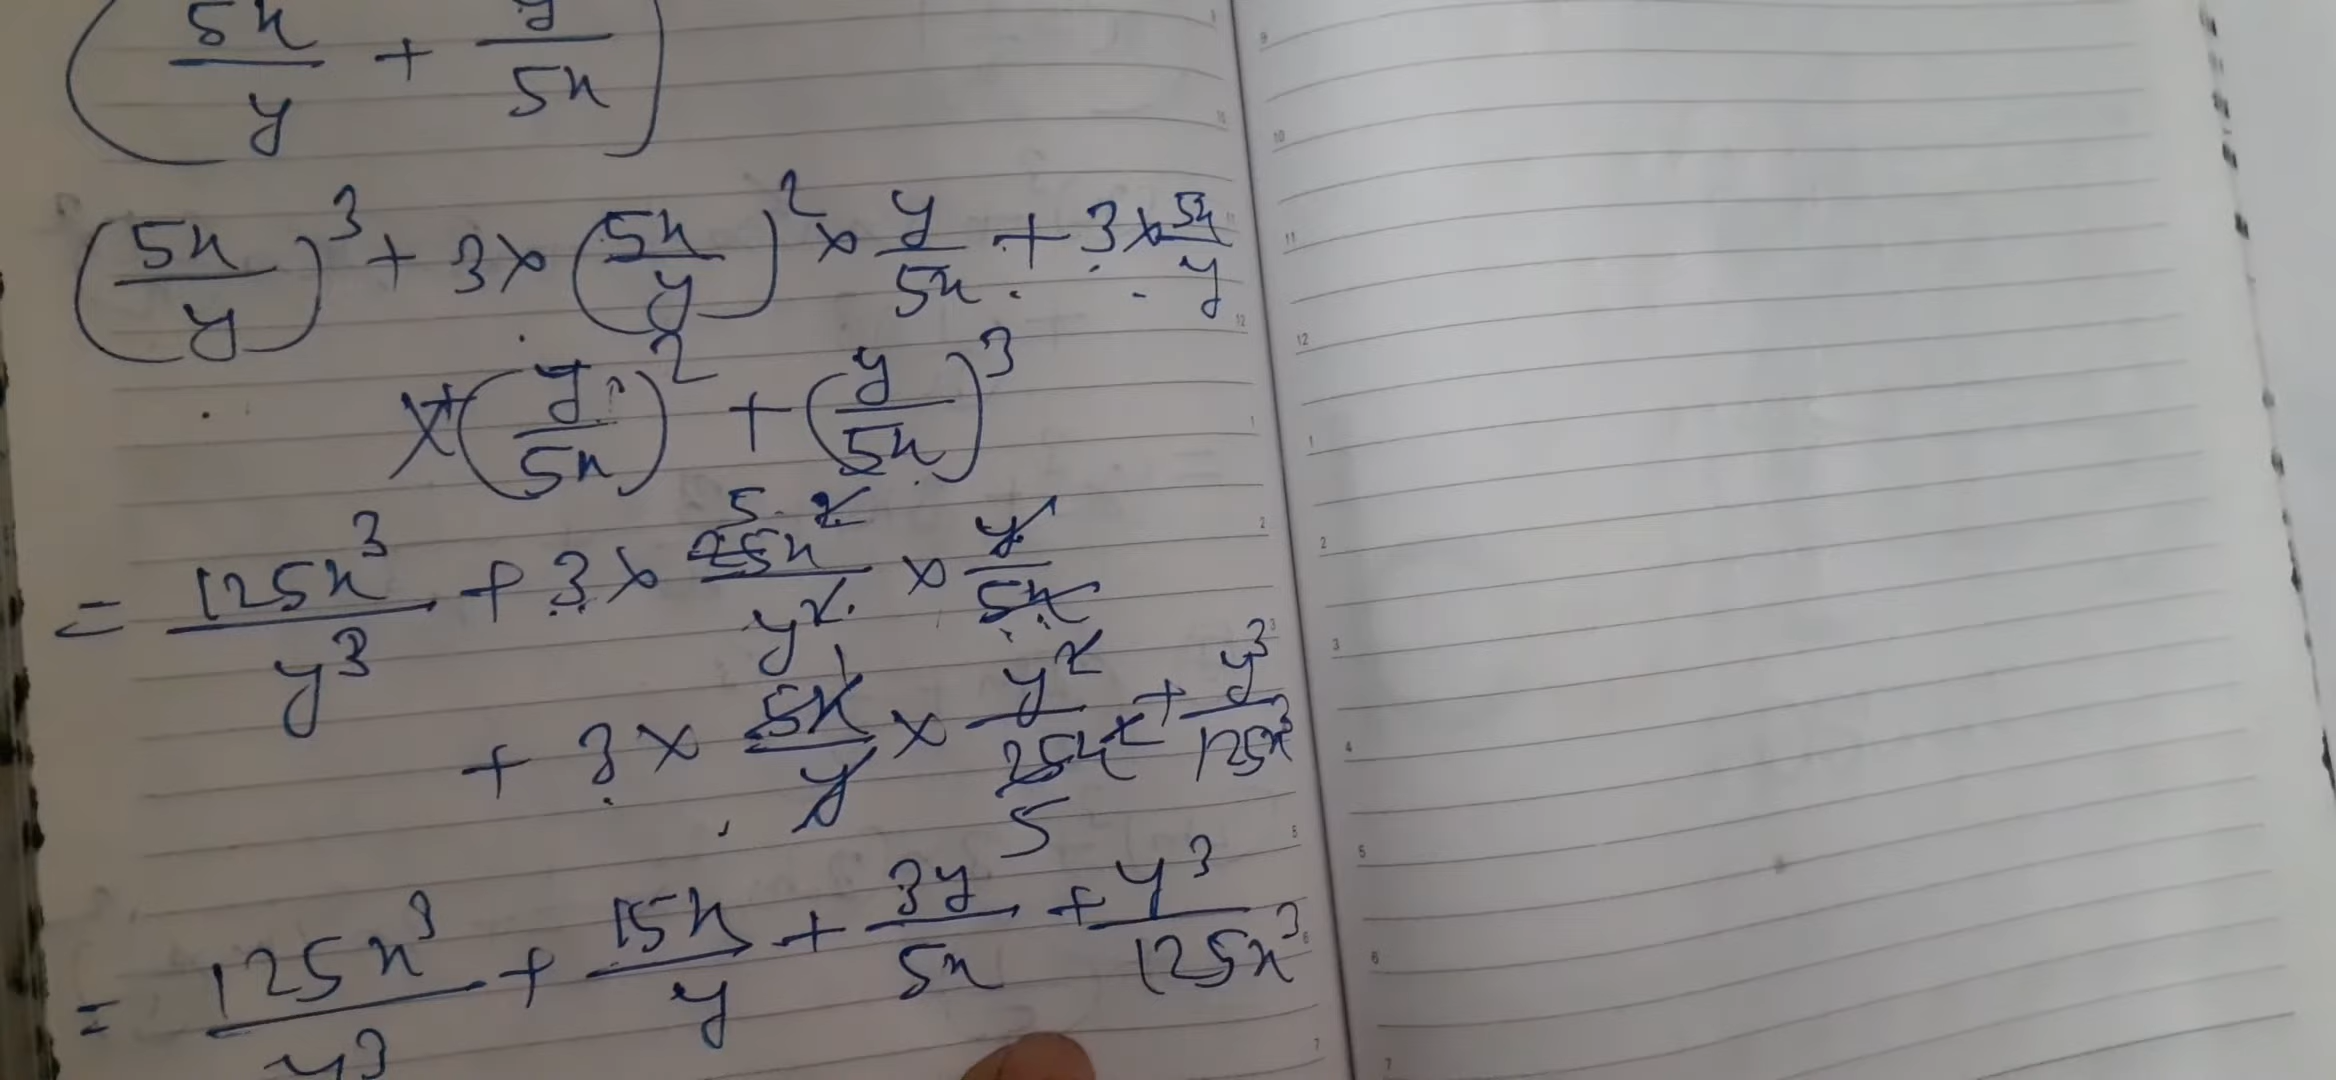 (5x/y + y/5x)
(5x/y)³ + 3 × (5x/y)² × y/5x + 3 × 5x/y
× (y/5x)² + (y/5x)³
= 125x³/y³ + 3 × 25x²/y² × y/5x
+ 3 × 5x/y × y²/25x² + y³/125x³
= 125x³/y³ + 15x/y + 3y/5x + y³/125x³